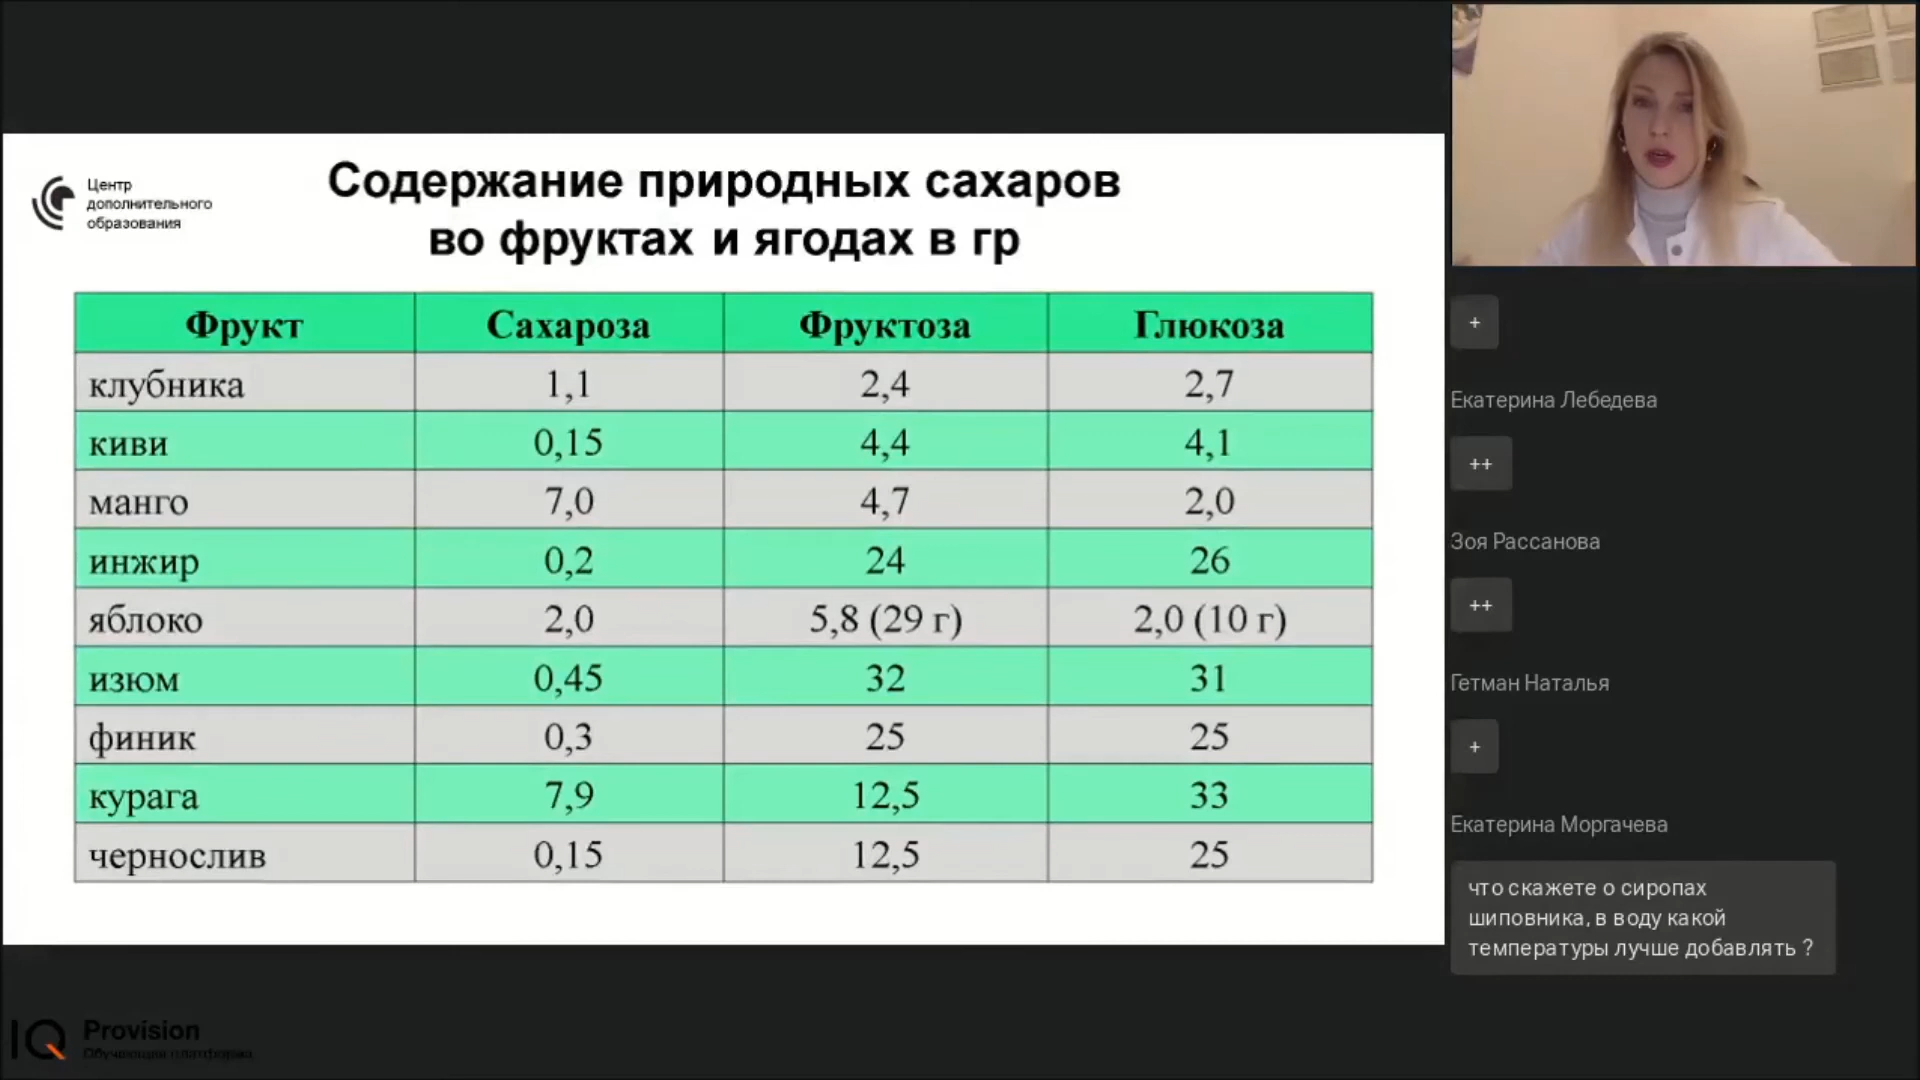 Центр
дополнительного
образования
Содержание природных сахаров
во фруктах и ягодах в гр
Фрукт Сахароза Фруктоза Глюкоза
клубника 1,1 2,4 2,7
киви 0,15 4,4 4,1
манго 7,0 4,7 2,0
инжир 0,2 24 26
яблоко 2,0 5,8 (29 г) 2,0 (10 г)
изюм 0,45 32 31
финик 0,3 25 25
курага 7,9 12,5 33
чернослив 0,15 12,5 25
+
Екатерина Лебедева
++
Зоя Рассанова
++
Гетман Наталья
+
Екатерина Моргачева
что скажете о сиропах
шиповника, в воду какой
температуры лучше добавлять ?
IQ Provision
Обучающая платформа